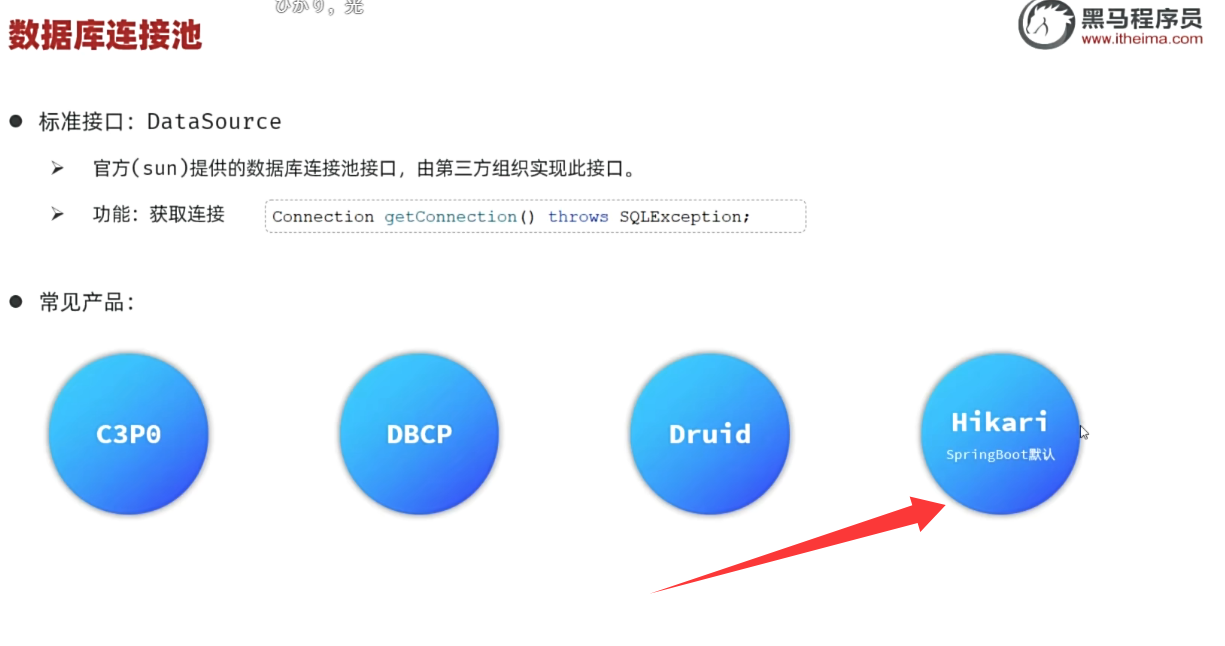 ひかり，光
数据库连接池
黑马程序员
www.itheima.com
标准接口：DataSource
官方(sun)提供的数据库连接池接口，由第三方组织实现此接口。
功能：获取连接
Connection getConnection() throws SQLException;
常见产品：
C3P0
DBCP
Druid
Hikari
SpringBoot默认